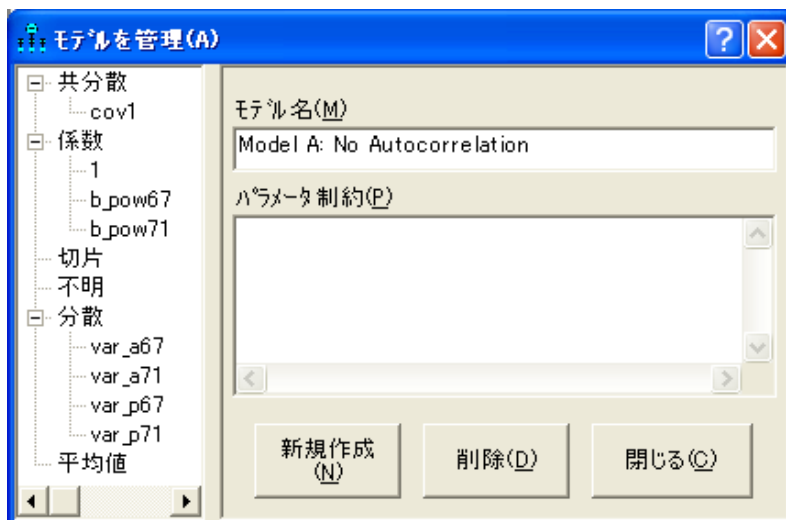 モデルを管理(A)
共分散
cov1
係数
1
b_pow67
b_pow71
切片
不明
分散
var_a67
var_a71
var_p67
var_p71
平均値
モデル名(M)
Model A: No Autocorrelation
パラメータ制約(P)
新規作成
(N)
削除(D)
閉じる(C)